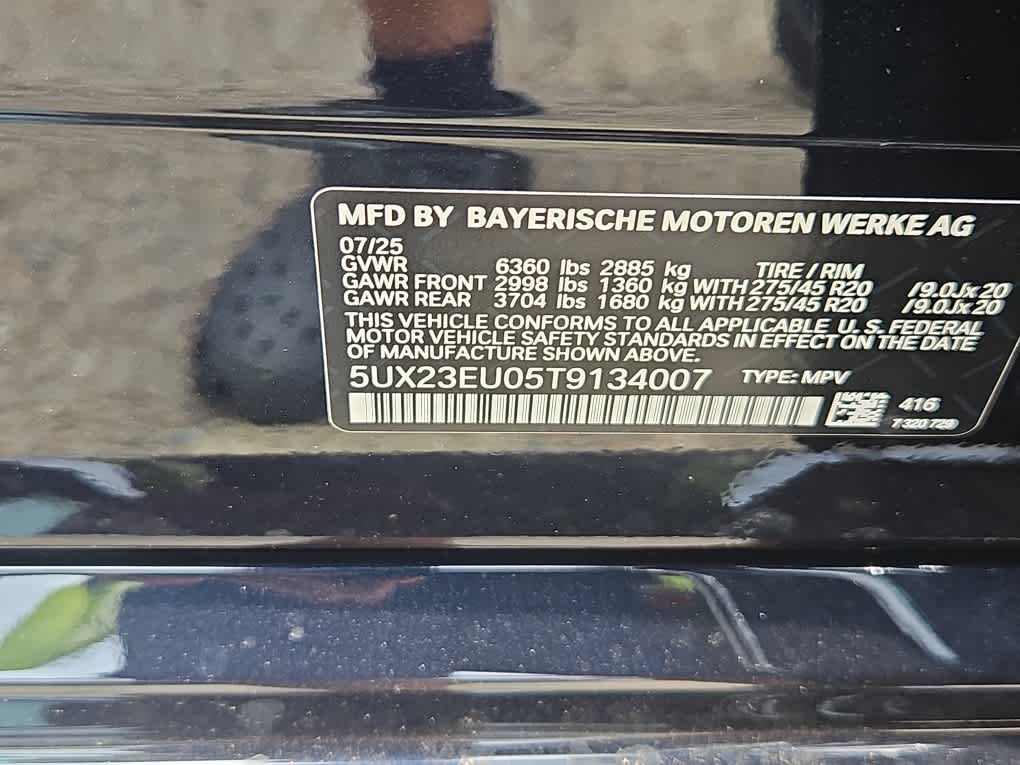 MFD BY BAYERISCHE MOTOREN WERKE AG
07/25
GVWR 6360 lbs 2885 kg TIRE / RIM
GAWR FRONT 2998 lbs 1360 kg WITH 275/45 R20 /9.0Jx20
GAWR REAR 3704 lbs 1680 kg WITH 275/45 R20 /9.0Jx20
THIS VEHICLE CONFORMS TO ALL APPLICABLE U.S. FEDERAL
MOTOR VEHICLE SAFETY STANDARDS IN EFFECT ON THE DATE
OF MANUFACTURE SHOWN ABOVE.
5UX23EU05T9134007 TYPE: MPV
416
7 320 729